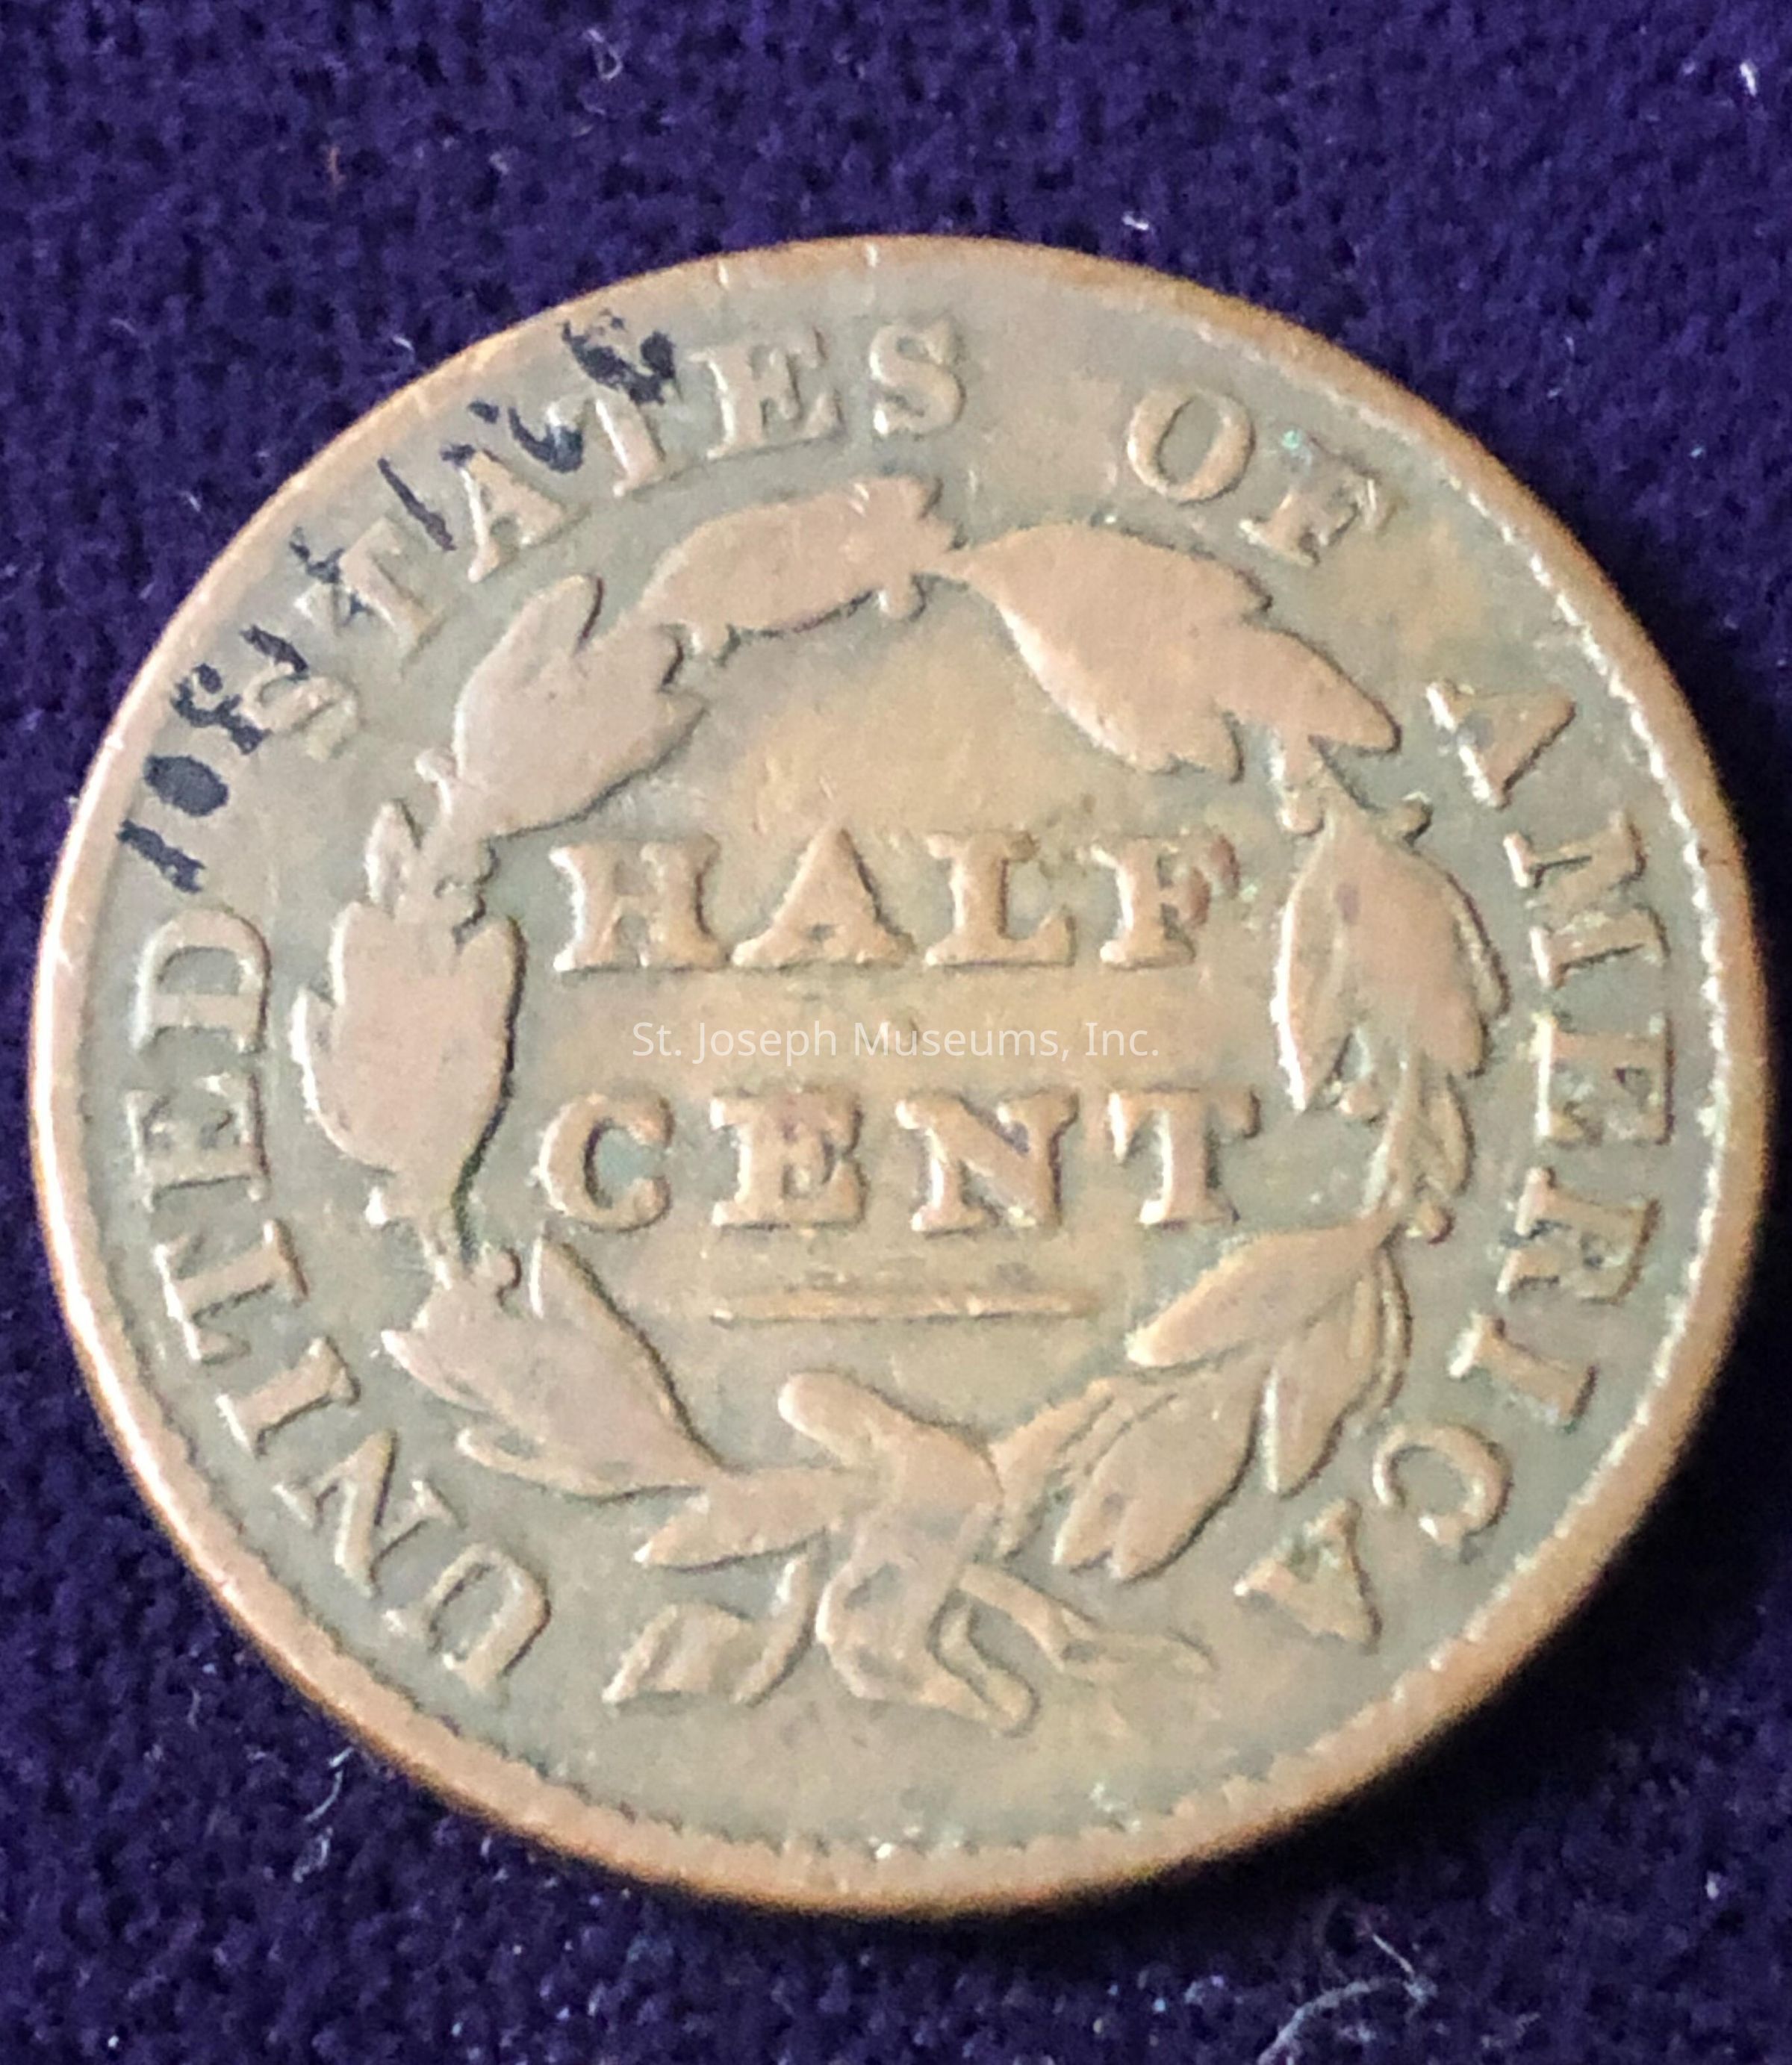 UNITED STATES OF AMERICA
HALF
CENT
St. Joseph Museums, Inc.